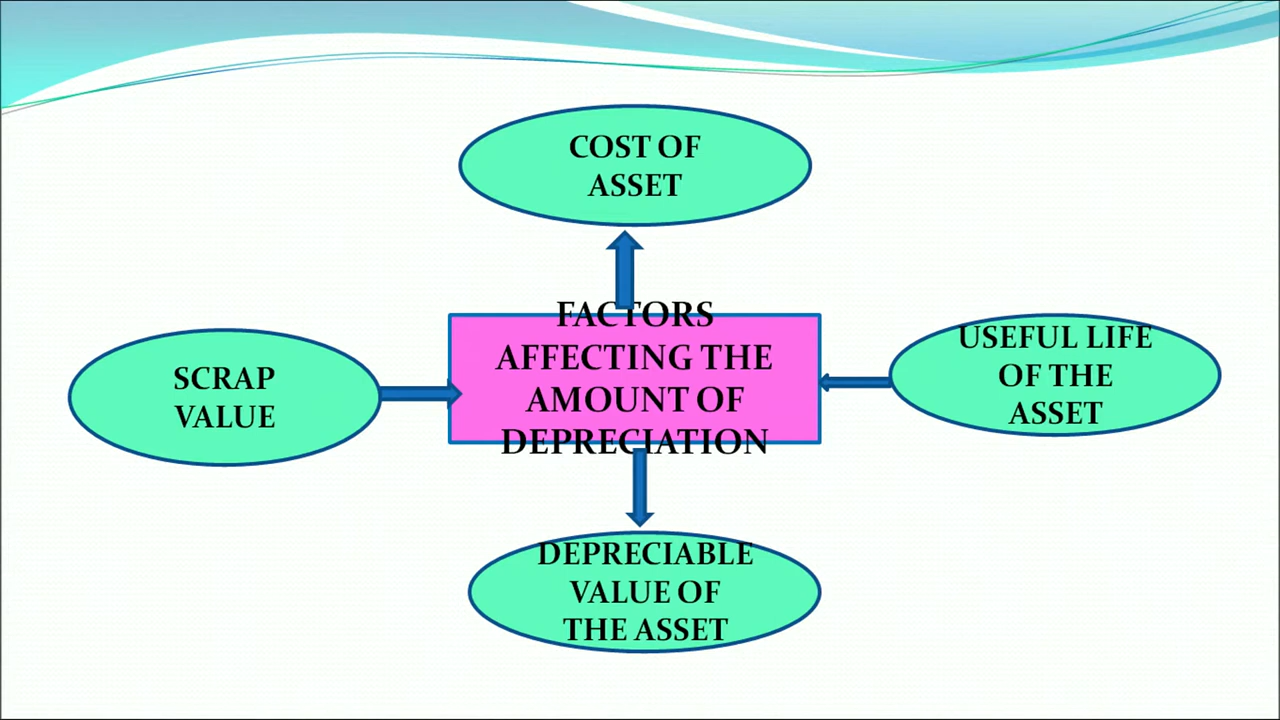 COST OF
ASSET
FACTORS
AFFECTING THE
AMOUNT OF
DEPRECIATION
SCRAP
VALUE
USEFUL LIFE
OF THE
ASSET
DEPRECIABLE
VALUE OF
THE ASSET